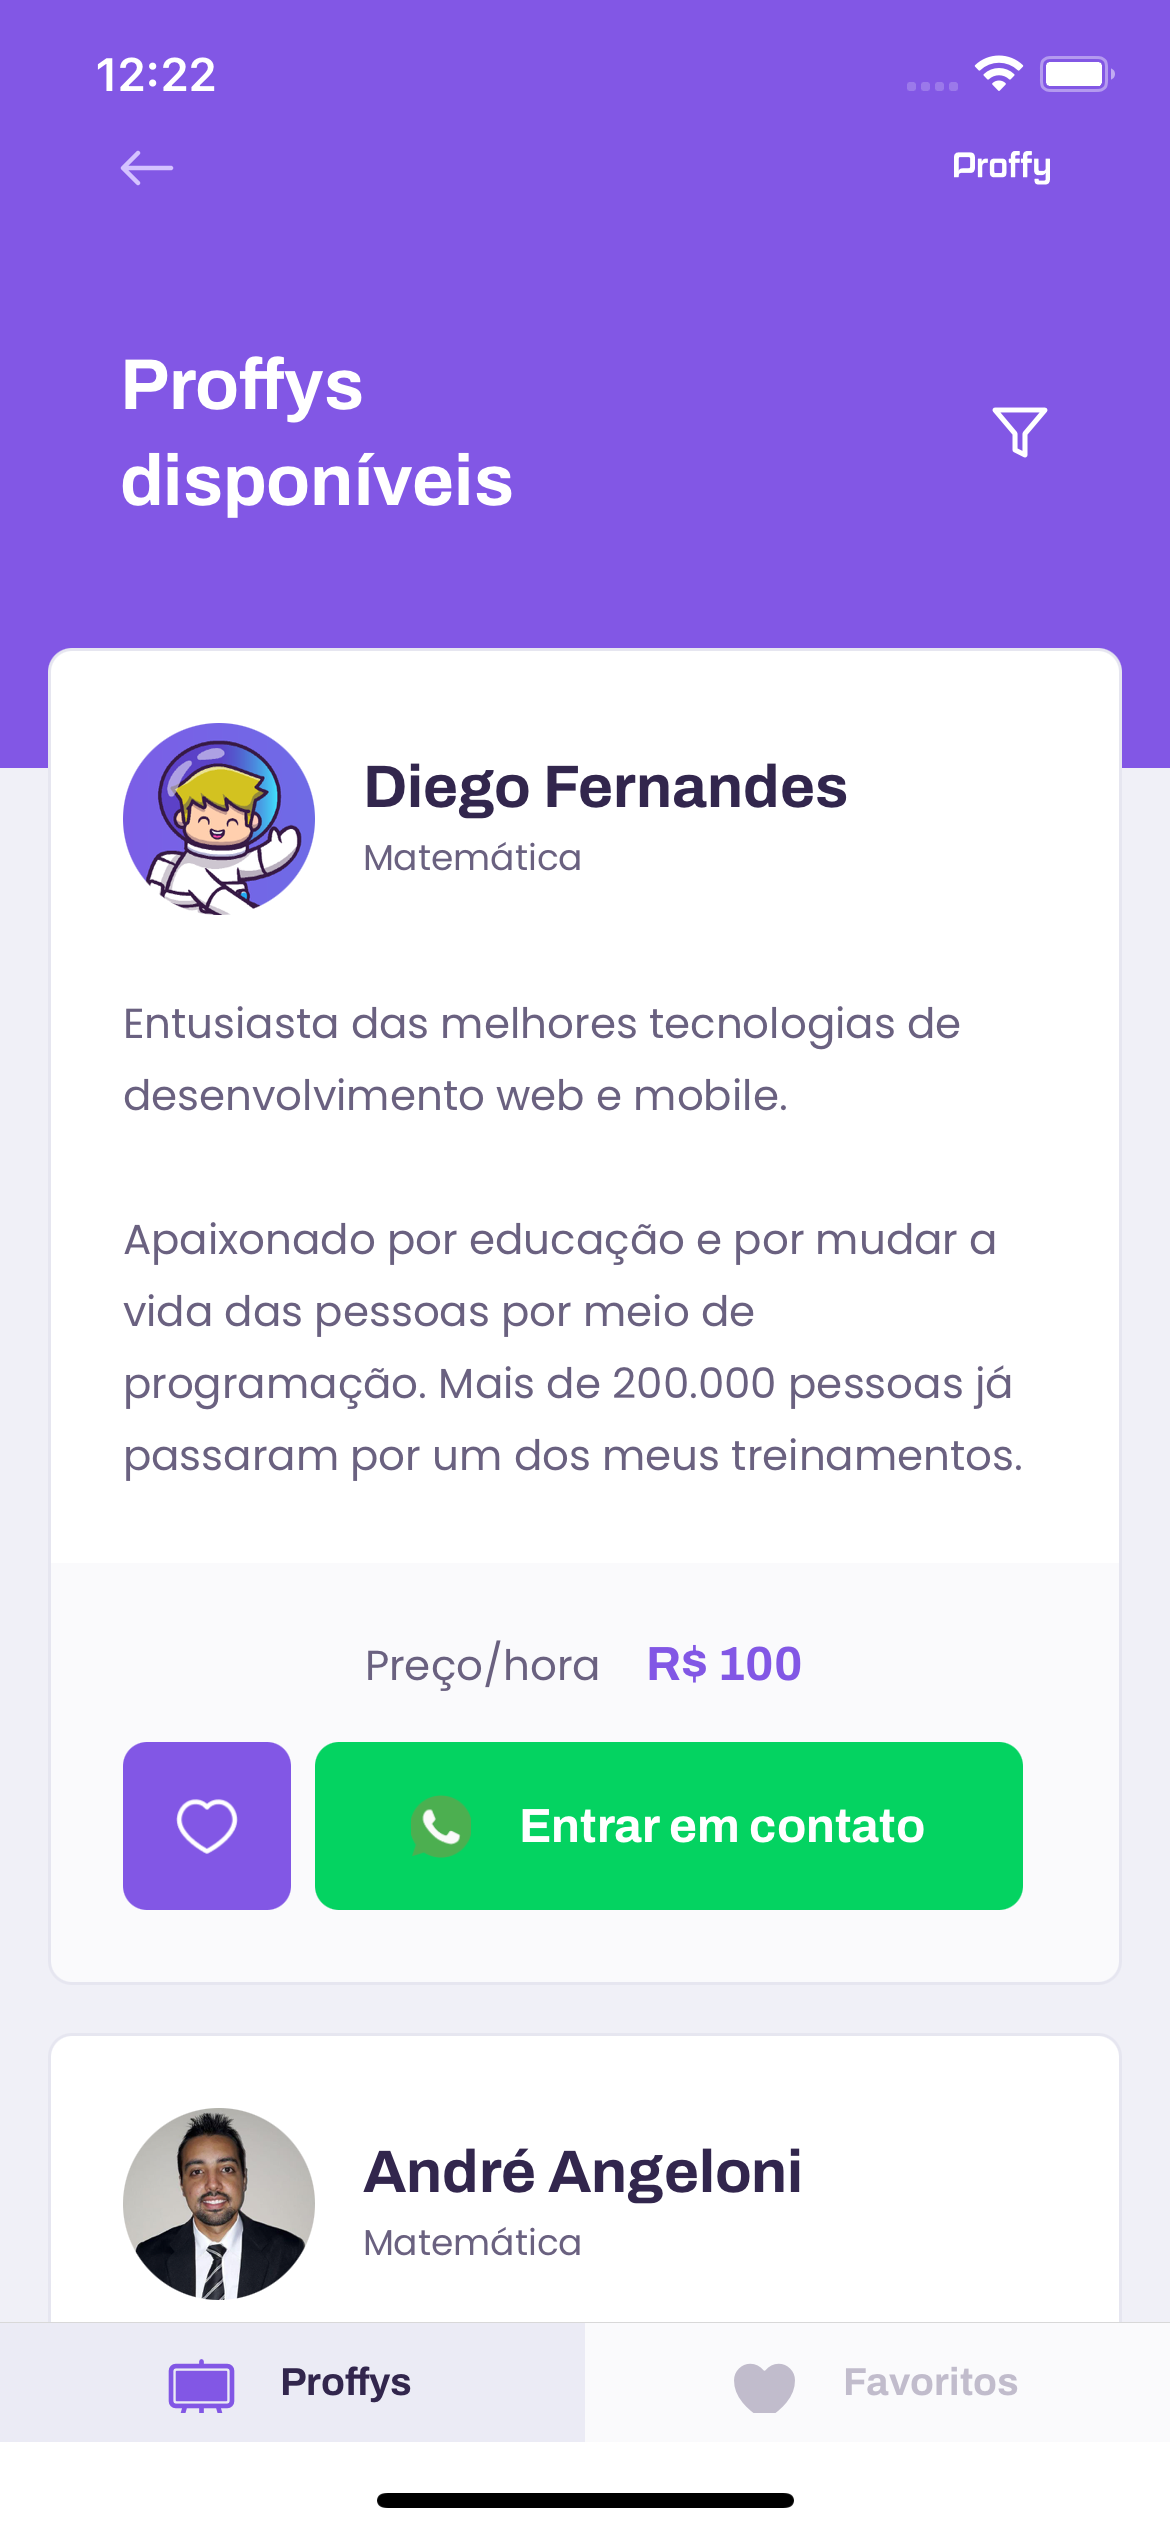 12:22
Proffy
Proffys
disponíveis
Diego Fernandes
Matemática
Entusiasta das melhores tecnologias de
desenvolvimento web e mobile.
Apaixonado por educação e por mudar a
vida das pessoas por meio de
programação. Mais de 200.000 pessoas já
passaram por um dos meus treinamentos.
Preço/hora R$ 100
Entrar em contato
André Angeloni
Matemática
Proffys Favoritos